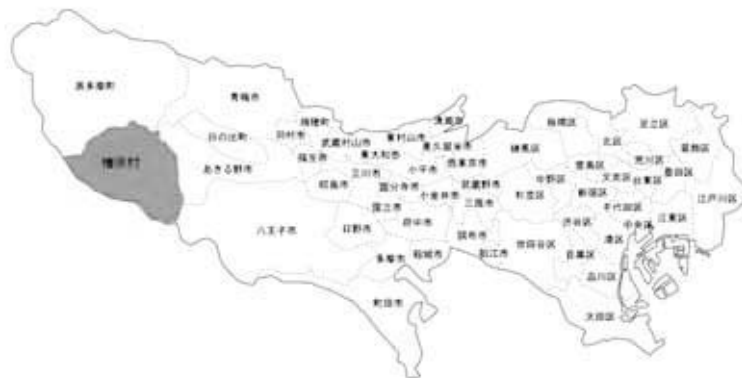 奥多摩町
青梅市
檜原村
日の出町
あきる野市
瑞穂町
羽村市
福生市
武蔵村山市
東村山市
東大和市
清瀬市
東久留米市
西東京市
小平市
立川市
昭島市
国分寺市
小金井市
武蔵野市
三鷹市
国立市
府中市
調布市
日野市
八王子市
多摩市
稲城市
狛江市
町田市
板橋区
練馬区
北区
足立区
葛飾区
荒川区
豊島区
文京区
台東区
墨田区
中野区
杉並区
新宿区
千代田区
江戸川区
江東区
中央区
渋谷区
港区
世田谷区
目黒区
品川区
大田区